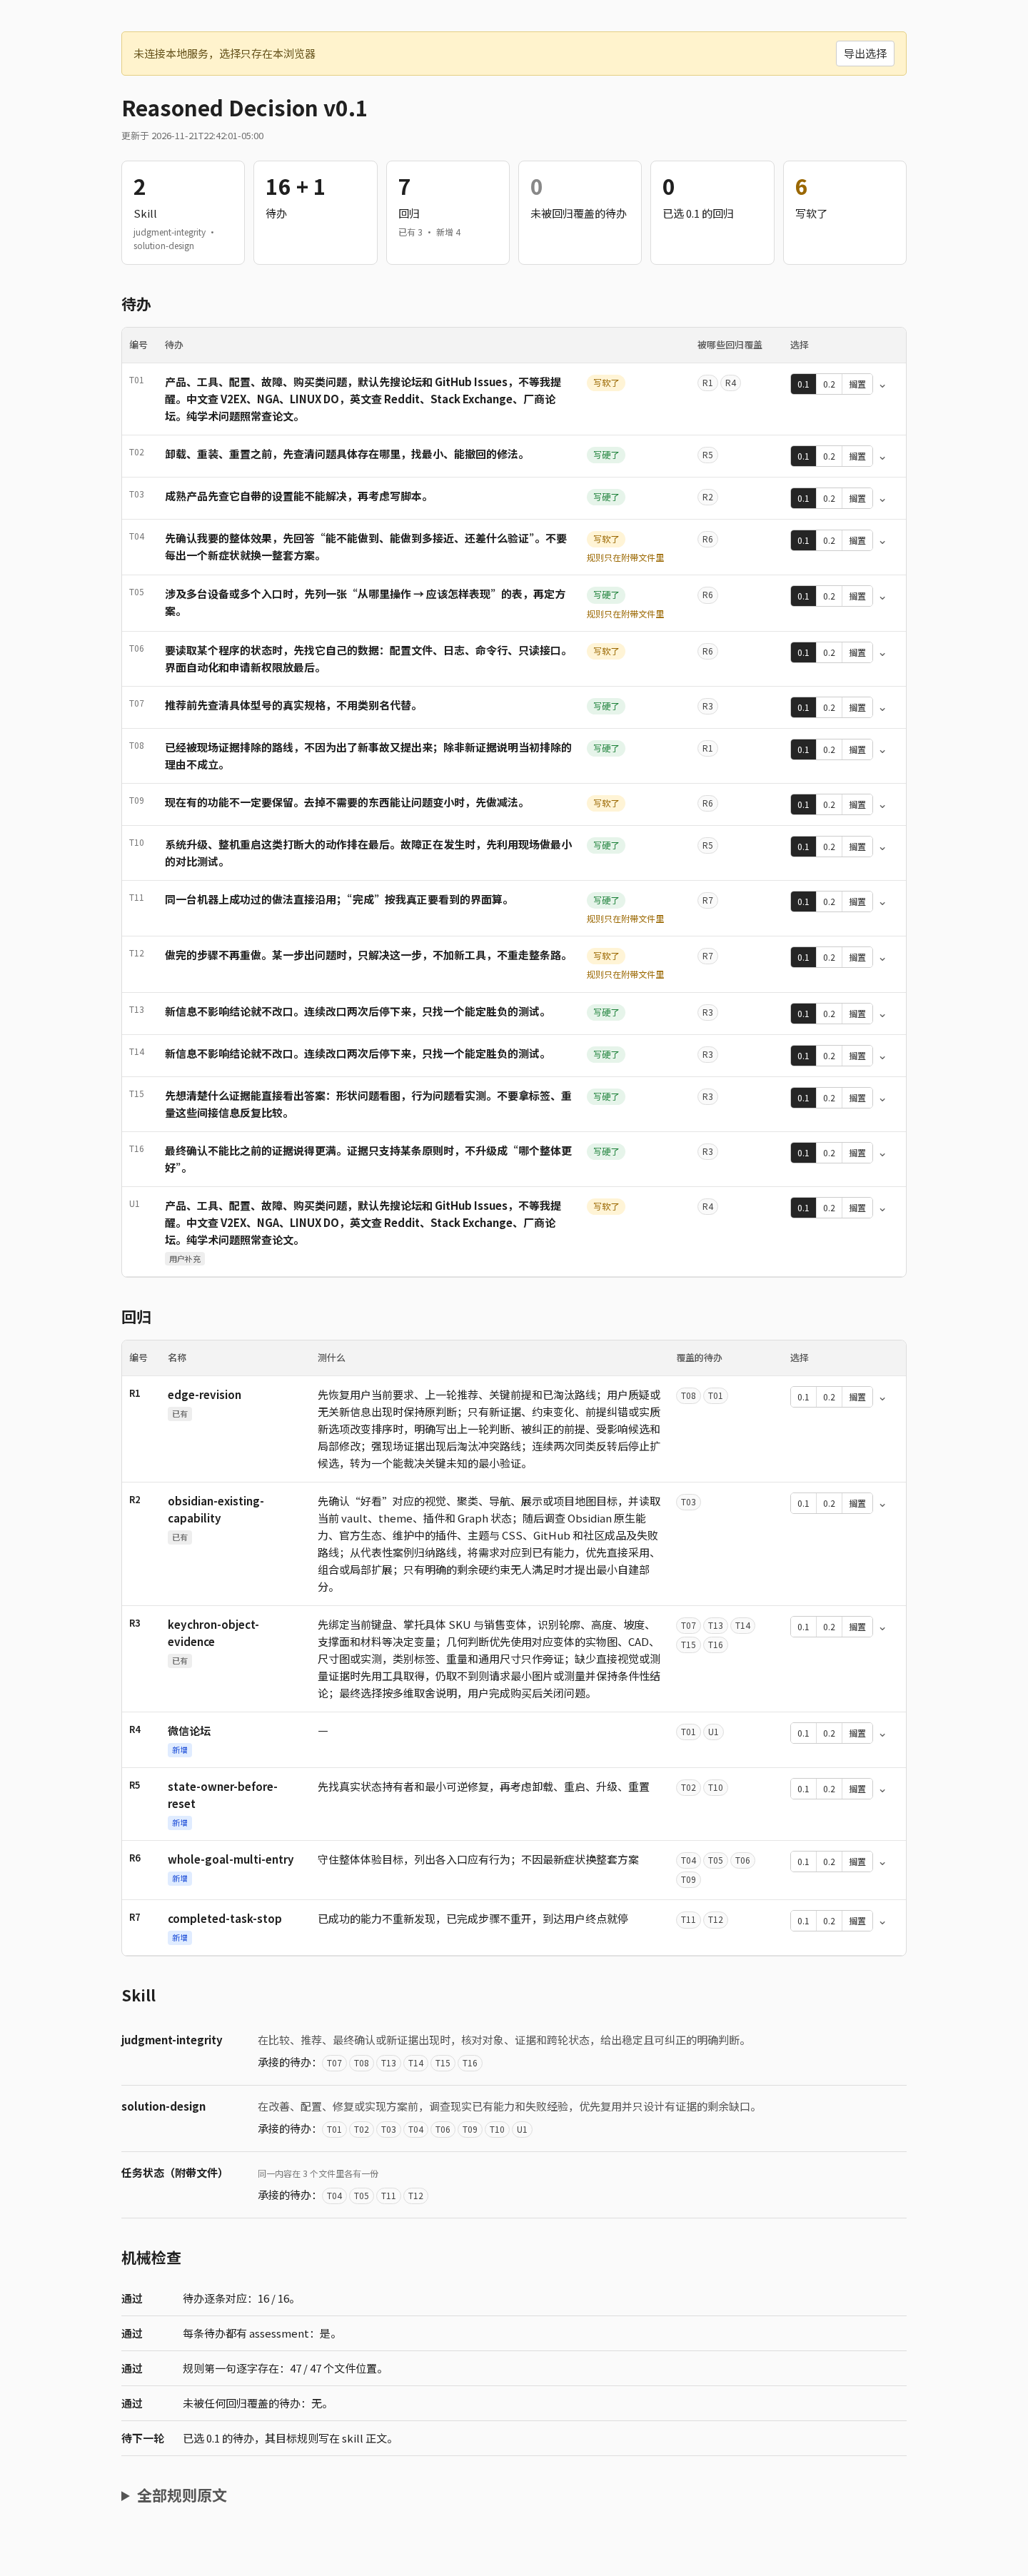 未连接本地服务，选择只存在本浏览器
导出选择
Reasoned Decision v0.1
更新于 2026-11-21T22:42:01-05:00
2
Skill
judgment-integrity ・
solution-design
16 + 1
待办
7
回归
已有 3 ・ 新增 4
0
未被回归覆盖的待办
0
已选 0.1 的回归
6
写软了
待办
编号 待办 被哪些回归覆盖 选择
T01 产品、工具、配置、故障、购买类问题，默认先搜论坛和 GitHub Issues，不等我提 写软了 R1 R4 0.1 0.2 搁置
醒。中文查 V2EX、NGA、LINUX DO，英文查 Reddit、Stack Exchange、厂商论
坛。纯学术问题照常查论文。
T02 卸载、重装、重置之前，先查清问题具体存在哪里，找最小、能撤回的修法。 写硬了 R5 0.1 0.2 搁置
T03 成熟产品先查它自带的设置能不能解决，再考虑写脚本。 写硬了 R2 0.1 0.2 搁置
T04 先确认我要的整体效果，先回答“能不能做到、能做到多接近、还差什么验证”。不要 写软了 R6 0.1 0.2 搁置
每出一个新症状就换一整套方案。 规则只在附带文件里
T05 涉及多台设备或多个入口时，先列一张“从哪里操作 → 应该怎样表现”的表，再定方 写硬了 R6 0.1 0.2 搁置
案。 规则只在附带文件里
T06 要读取某个程序的状态时，先找它自己的数据：配置文件、日志、命令行、只读接口。 写软了 R6 0.1 0.2 搁置
界面自动化和申请新权限放最后。
T07 推荐前先查清具体型号的真实规格，不用类别名代替。 写硬了 R3 0.1 0.2 搁置
T08 已经被现场证据排除的路线，不因为出了新事故又提出来；除非新证据说明当初排除的 写硬了 R1 0.1 0.2 搁置
理由不成立。
T09 现在有的功能不一定要保留。去掉不需要的东西能让问题变小时，先做减法。 写软了 R6 0.1 0.2 搁置
T10 系统升级、整机重启这类打断大的动作排在最后。故障正在发生时，先利用现场做最小 写硬了 R5 0.1 0.2 搁置
的对比测试。
T11 同一台机器上成功过的做法直接沿用；“完成”按我真正要看到的界面算。 写硬了 R7 0.1 0.2 搁置
规则只在附带文件里
T12 做完的步骤不再重做。某一步出问题时，只解决这一步，不加新工具，不重走整条路。 写软了 R7 0.1 0.2 搁置
规则只在附带文件里
T13 新信息不影响结论就不改口。连续改口两次后停下来，只找一个能定胜负的测试。 写硬了 R3 0.1 0.2 搁置
T14 新信息不影响结论就不改口。连续改口两次后停下来，只找一个能定胜负的测试。 写硬了 R3 0.1 0.2 搁置
T15 先想清楚什么证据能直接看出答案：形状问题看图，行为问题看实测。不要拿标签、重 写硬了 R3 0.1 0.2 搁置
量这些间接信息反复比较。
T16 最终确认不能比之前的证据说得更满。证据只支持某条原则时，不升级成“哪个整体更 写硬了 R3 0.1 0.2 搁置
好”。
U1 产品、工具、配置、故障、购买类问题，默认先搜论坛和 GitHub Issues，不等我提 写软了 R4 0.1 0.2 搁置
醒。中文查 V2EX、NGA、LINUX DO，英文查 Reddit、Stack Exchange、厂商论
坛。纯学术问题照常查论文。
用户补充
回归
编号 名称 测什么 覆盖的待办 选择
R1 edge-revision 先恢复用户当前要求、上一轮推荐、关键前提和已淘汰路线；用户质疑或 T08 T01 0.1 0.2 搁置
已有 无关新信息出现时保持原判断；只有新证据、约束变化、前提纠错或实质
新选项改变排序时，明确写出上一轮判断、被纠正的前提、受影响候选和
局部修改；强现场证据出现后淘汰冲突路线；连续两次同类反转后停止扩
候选，转为一个能裁决关键未知的最小验证。
R2 obsidian-existing- 先确认“好看”对应的视觉、聚类、导航、展示或项目地图目标，并读取 T03 0.1 0.2 搁置
capability 当前 vault、theme、插件和 Graph 状态；随后调查 Obsidian 原生能
已有 力、官方生态、维护中的插件、主题与 CSS、GitHub 和社区成品及失败
路线；从代表性案例归纳路线，将需求对应到已有能力，优先直接采用、
组合或局部扩展；只有明确的剩余硬约束无人满足时才提出最小自建部
分。
R3 keychron-object- 先绑定当前键盘、掌托具体 SKU 与销售变体，识别轮廓、高度、坡度、 T07 T13 T14 0.1 0.2 搁置
evidence 支撑面和材料等决定变量；几何判断优先使用对应变体的实物图、CAD、 T15 T16
已有 尺寸图或实测，类别标签、重量和通用尺寸只作旁证；缺少直接视觉或测
量证据时先用工具取得，仍取不到则请求最小图片或测量并保持条件性结
论；最终选择按多维取舍说明，用户完成购买后关闭问题。
R4 微信论坛 — T01 U1 0.1 0.2 搁置
新增
R5 state-owner-before- 先找真实状态持有者和最小可逆修复，再考虑卸载、重启、升级、重置 T02 T10 0.1 0.2 搁置
reset
新增
R6 whole-goal-multi-entry 守住整体体验目标，列出各入口应有行为；不因最新症状换整套方案 T04 T05 T06 0.1 0.2 搁置
新增 T09
R7 completed-task-stop 已成功的能力不重新发现，已完成步骤不重开，到达用户终点就停 T11 T12 0.1 0.2 搁置
新增
Skill
judgment-integrity 在比较、推荐、最终确认或新证据出现时，核对对象、证据和跨轮状态，给出稳定且可纠正的明确判断。
承接的待办： T07 T08 T13 T14 T15 T16
solution-design 在改善、配置、修复或实现方案前，调查现实已有能力和失败经验，优先复用并只设计有证据的剩余缺口。
承接的待办： T01 T02 T03 T04 T06 T09 T10 U1
任务状态（附带文件） 同一内容在 3 个文件里各有一份
承接的待办： T04 T05 T11 T12
机械检查
通过 待办逐条对应：16 / 16。
通过 每条待办都有 assessment：是。
通过 规则第一句逐字存在：47 / 47 个文件位置。
通过 未被任何回归覆盖的待办：无。
待下一轮 已选 0.1 的待办，其目标规则写在 skill 正文。
全部规则原文